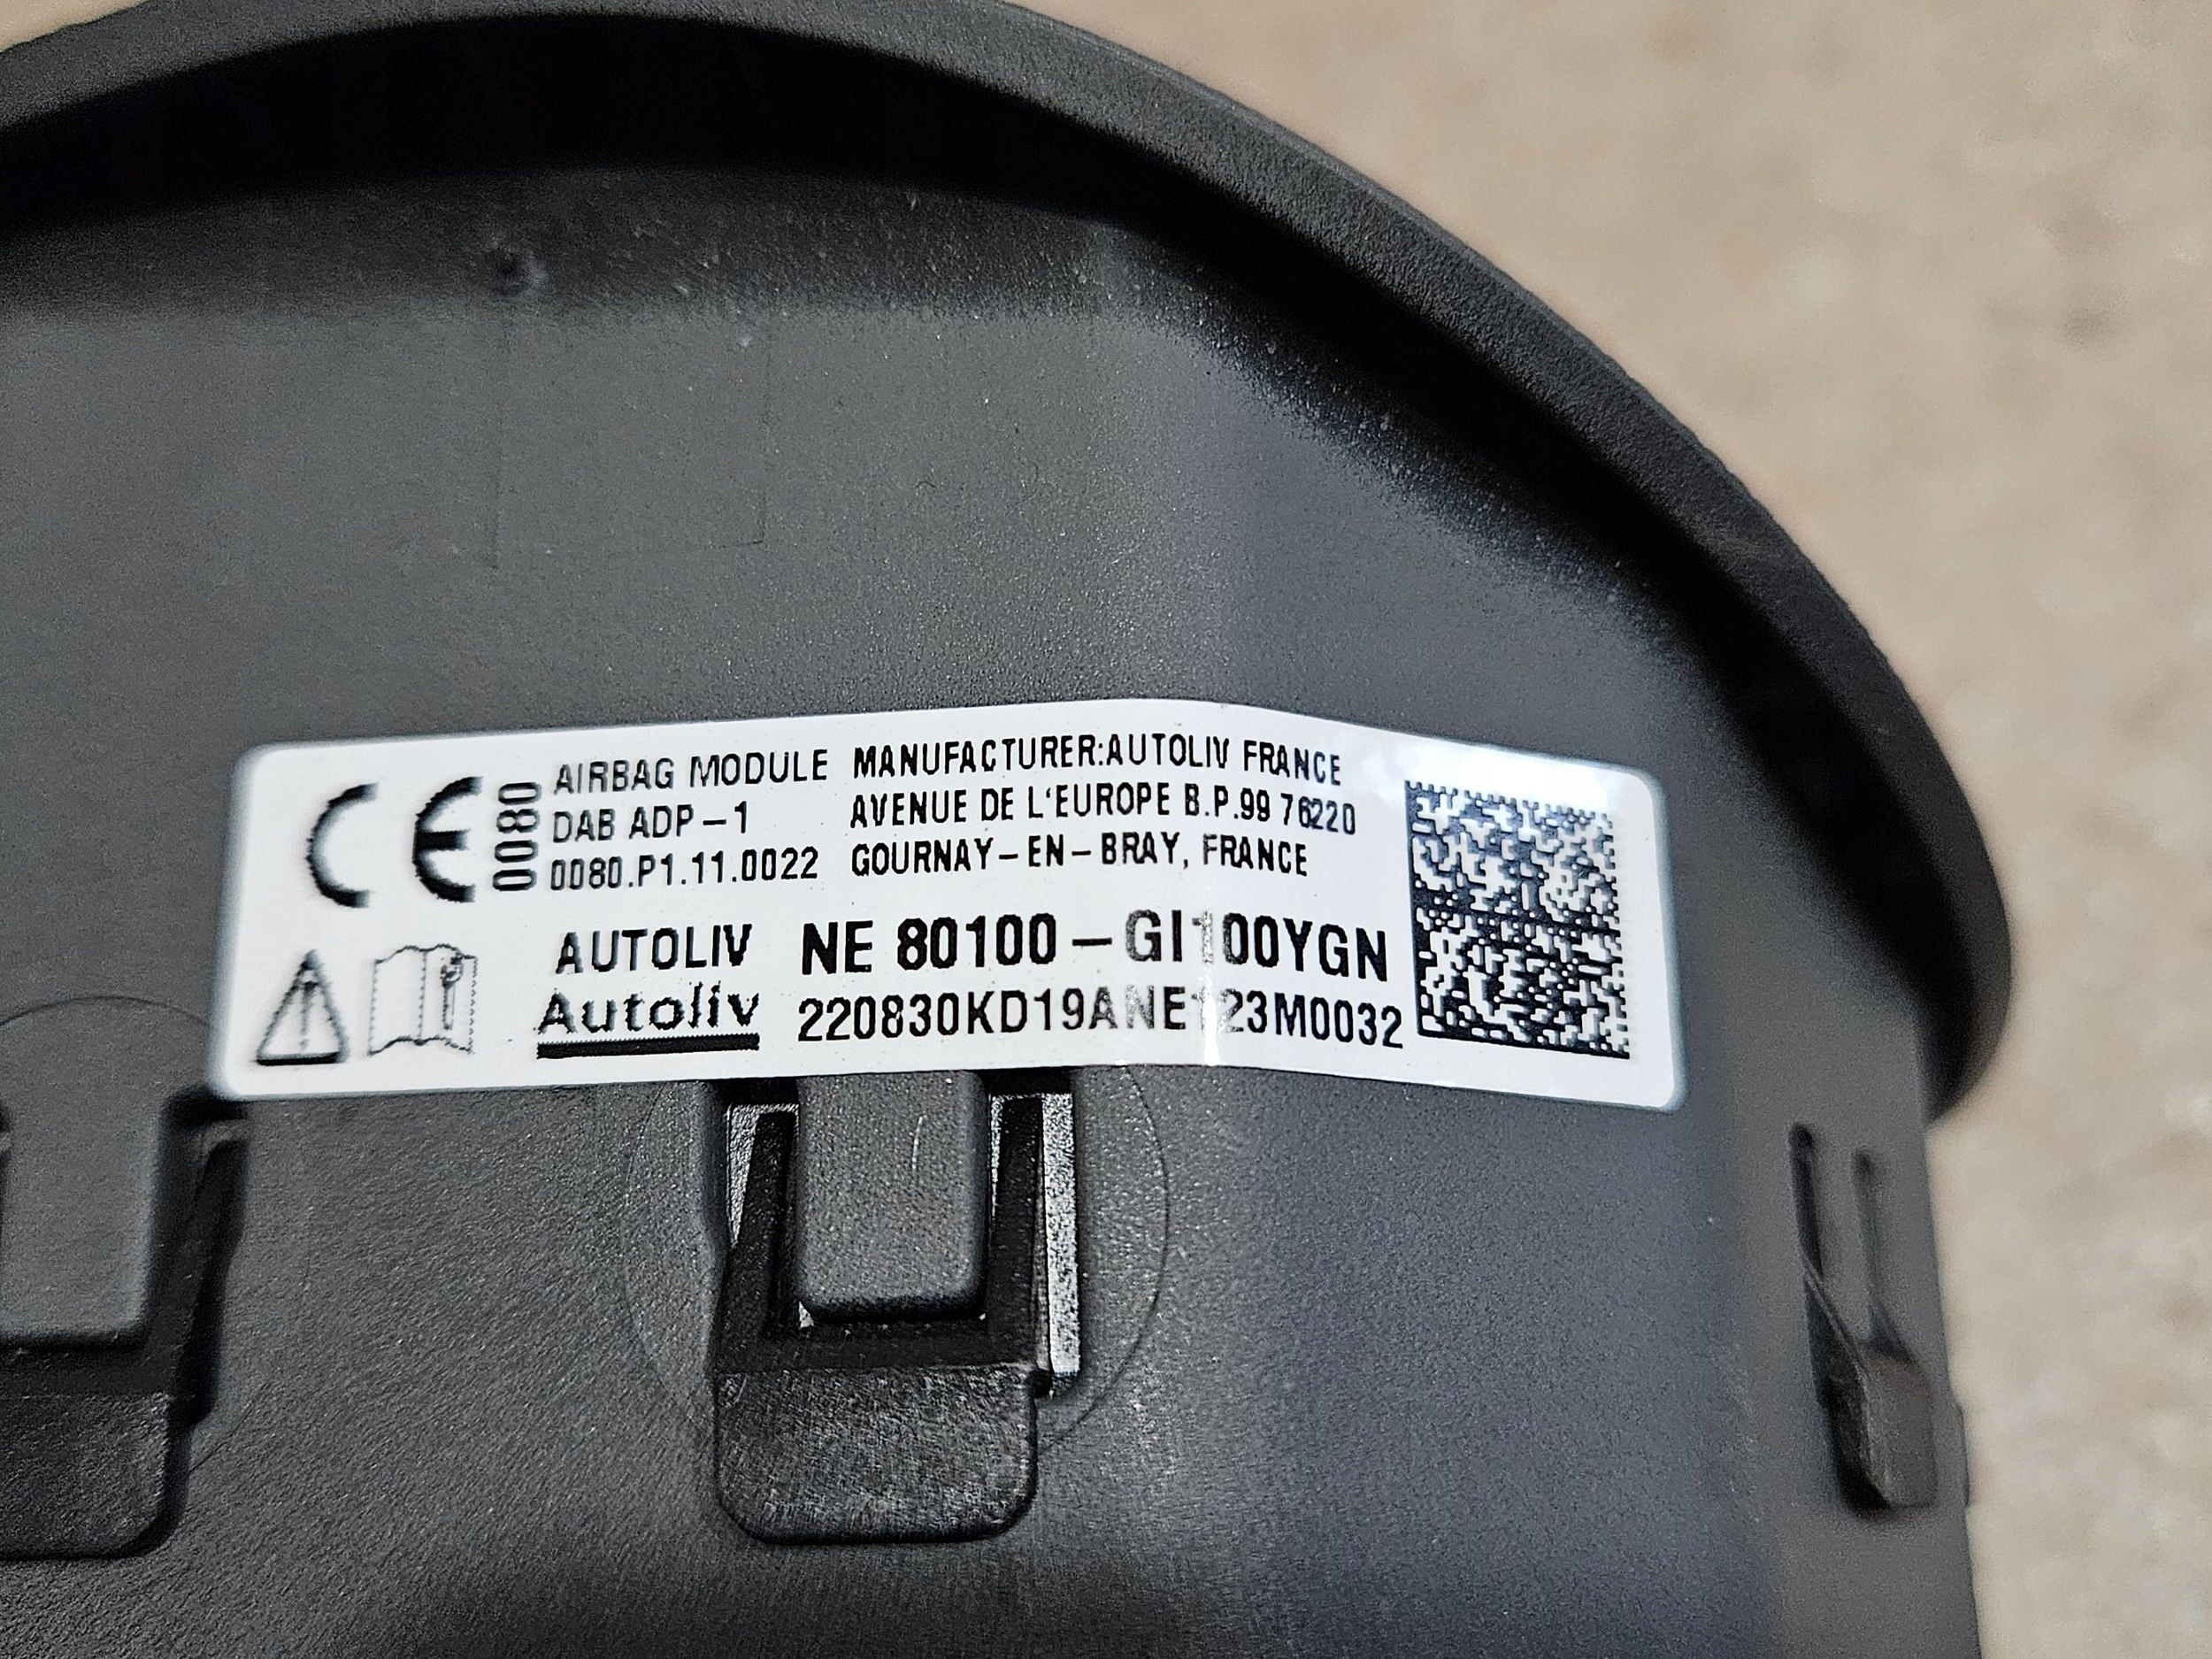 CE 0080
AIRBAG MODULE
DAB ADP-1
0080.P1.11.0022
MANUFACTURER:AUTOLIV FRANCE
AVENUE DE L'EUROPE B.P.99 76220
GOURNAY-EN-BRAY, FRANCE
AUTOLIV
Autoliv
NE 80100-GI100YGN
220830KD19ANE123M0032